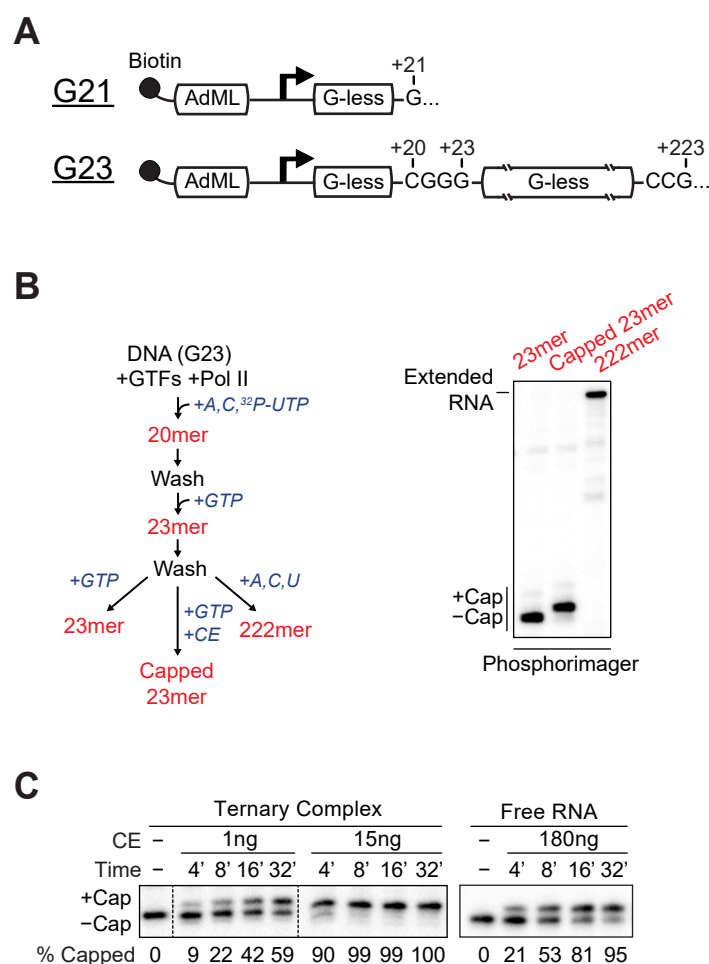 A
Biotin
+21
G21
AdML
G-less
G...
+20
+23
+223
G23
AdML
G-less
CGGG
G-less
CCG...
B
DNA (G23)
+GTFs +Pol II
+A,C,³²P-UTP
20mer
Wash
+GTP
23mer
Wash
+GTP
+A,C,U
+GTP
+CE
23mer
222mer
Capped
23mer
23mer
Capped 23mer
222mer
Extended
RNA
+Cap
−Cap
Phosphorimager
C
Ternary Complex
Free RNA
CE – 1ng 15ng – 180ng
Time – 4’ 8’ 16’ 32’ 4’ 8’ 16’ 32’ – 4’ 8’ 16’ 32’
+Cap
−Cap
% Capped 0 9 22 42 59 90 99 99 100 0 21 53 81 95